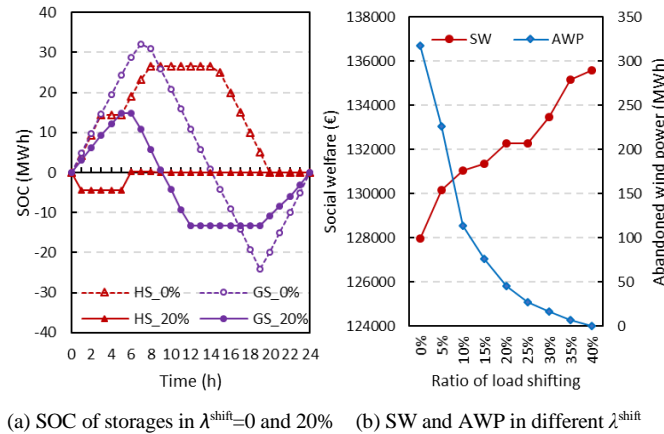 40
30
20
10
0
-10
-20
-30
-40
SOC (MWh)
HS_0%
GS_0%
HS_20%
GS_20%
0 2 4 6 8 10 12 14 16 18 20 22 24
Time (h)
138000
136000
134000
132000
130000
128000
126000
124000
Social welfare (€)
SW
AWP
350
300
250
200
150
100
50
0
Abandoned wind power (MWh)
0% 5% 10% 15% 20% 25% 30% 35% 40%
Ratio of load shifting
(a) SOC of storages in λ^shift=0 and 20%
(b) SW and AWP in different λ^shift